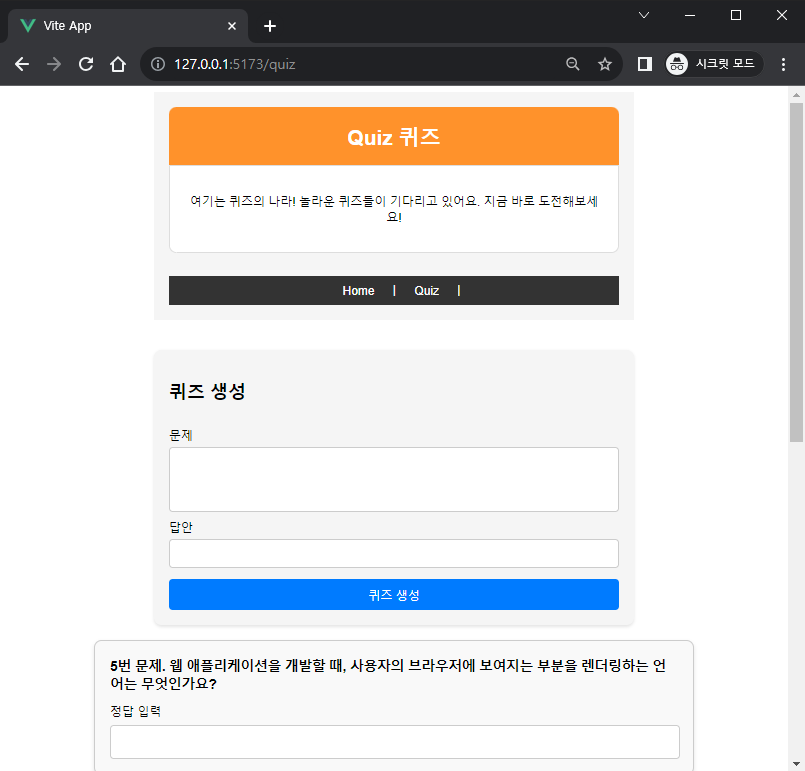 Vite App
127.0.0.1:5173/quiz
시크릿 모드
Quiz 퀴즈
여기는 퀴즈의 나라! 놀라운 퀴즈들이 기다리고 있어요. 지금 바로 도전해보세
요!
Home | Quiz |
퀴즈 생성
문제
답안
퀴즈 생성
5번 문제. 웹 애플리케이션을 개발할 때, 사용자의 브라우저에 보여지는 부분을 렌더링하는 언
어는 무엇인가요?
정답 입력